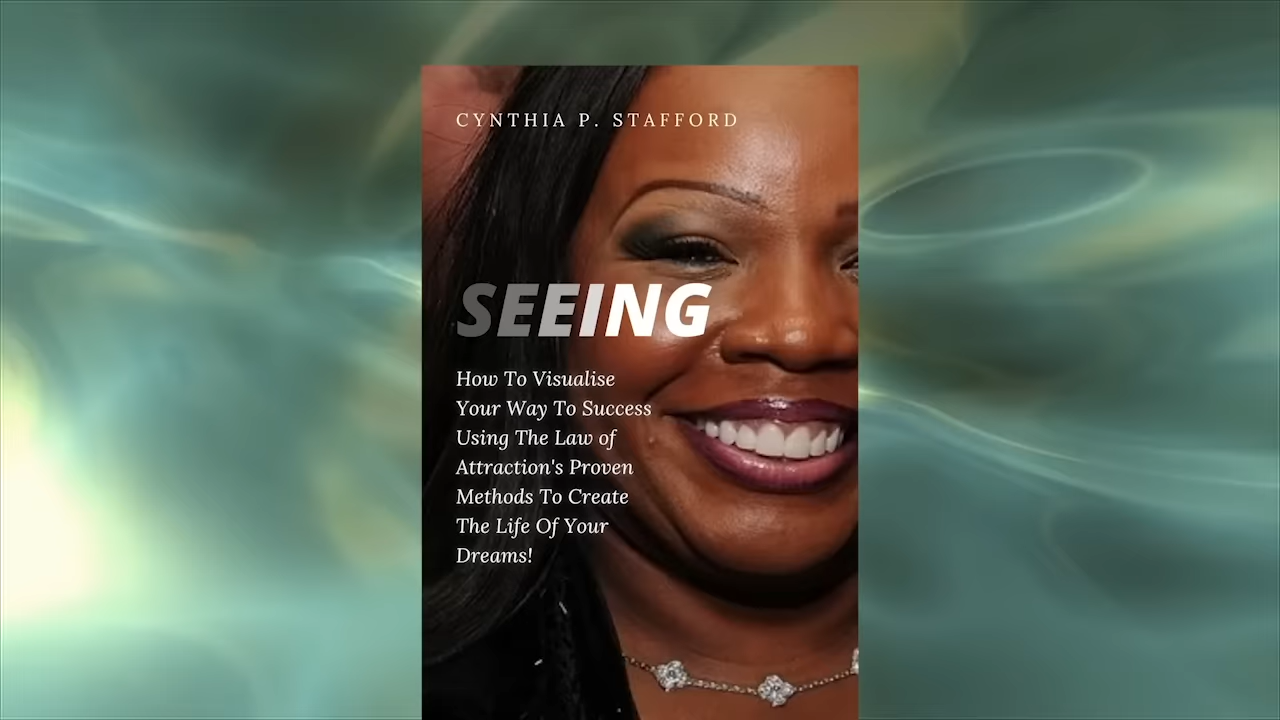 CYNTHIA P. STAFFORD
SEEING
How To Visualise
Your Way To Success
Using The Law of
Attraction's Proven
Methods To Create
The Life Of Your
Dreams!